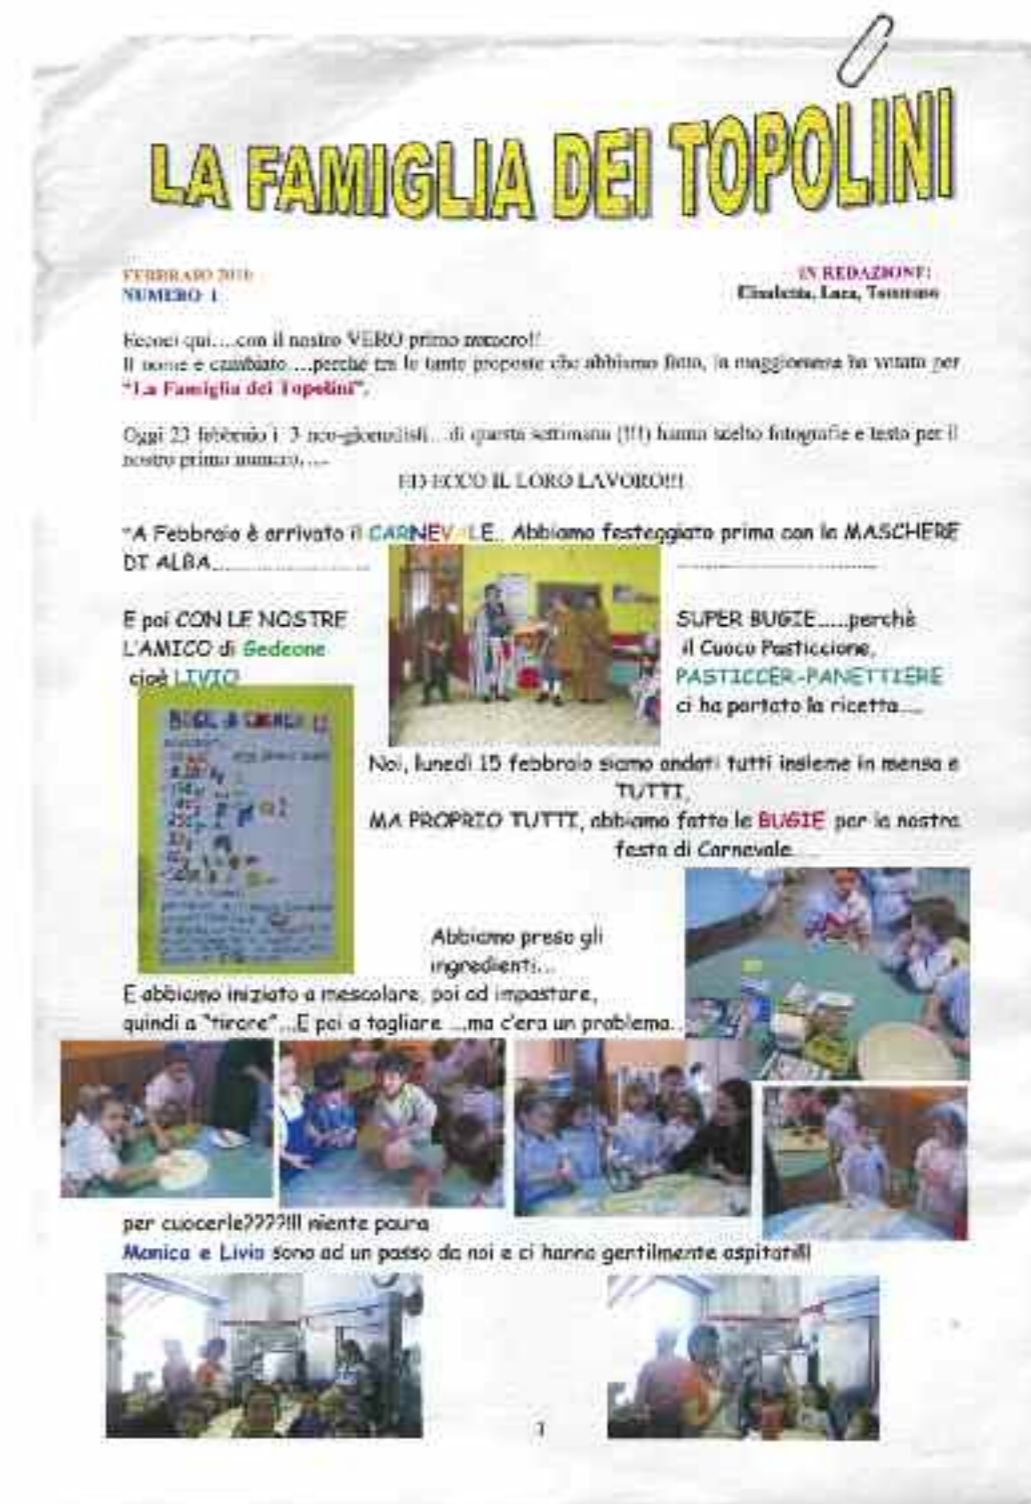 LA FAMIGLIA DEI TOPOLINI
FEBBRAIO 2010
IN REDAZIONE:
NUMERO 1
Elisabetta, Luca, Tommaso
Eccoci qui....con il nostro VERO primo numero!!
Il nome è cambiato....perché tra le tante proposte che abbiamo fatto, la maggioranza ha votato per
"La Famiglia dei Topolini".
Oggi 23 febbraio i 3 neo-giornalisti...di questa settimana (!!!) hanno scelto fotografie e testo per il
nostro primo numero.....
ED ECCO IL LORO LAVORO!!!
"A Febbraio è arrivato il CARNEVALE. Abbiamo festeggiato prima con le MASCHERE
DI ALBA
E poi CON LE NOSTRE SUPER BUGIE.....perchè
L'AMICO di Gedeone il Cuoco Pasticcione,
cioè LIVIO PASTICCER-PANETTIERE
ci ha portato la ricetta....
Noi, lunedì 15 febbraio siamo andati tutti insieme in mensa e
TUTTI,
MA PROPRIO TUTTI, abbiamo fatto le BUGIE per la nostra
festa di Carnevale....
Abbiamo preso gli
ingredienti...
E abbiamo iniziato a mescolare, poi ad impastare,
quindi a "tirare"...E poi a tagliare ....ma c'era un problema..
per cuocerle????!!! niente paura
Monica e Livio sono ad un passo da noi e ci hanno gentilmente ospitati!!!
1